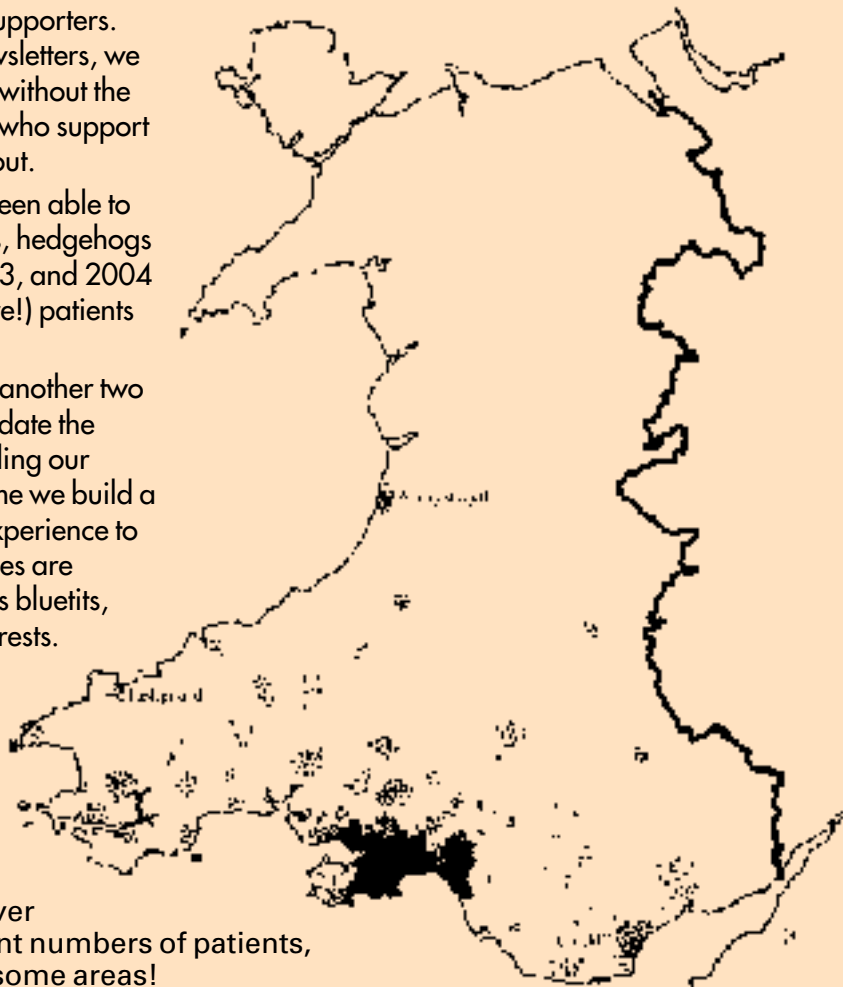 upporters.
wsletters, we
without the
who support
out.
een able to
, hedgehogs
3, and 2004
e!) patients
another two
date the
ling our
ne we build a
xperience to
es are
s bluetits,
rests.
ver
nt numbers of patients,
some areas!